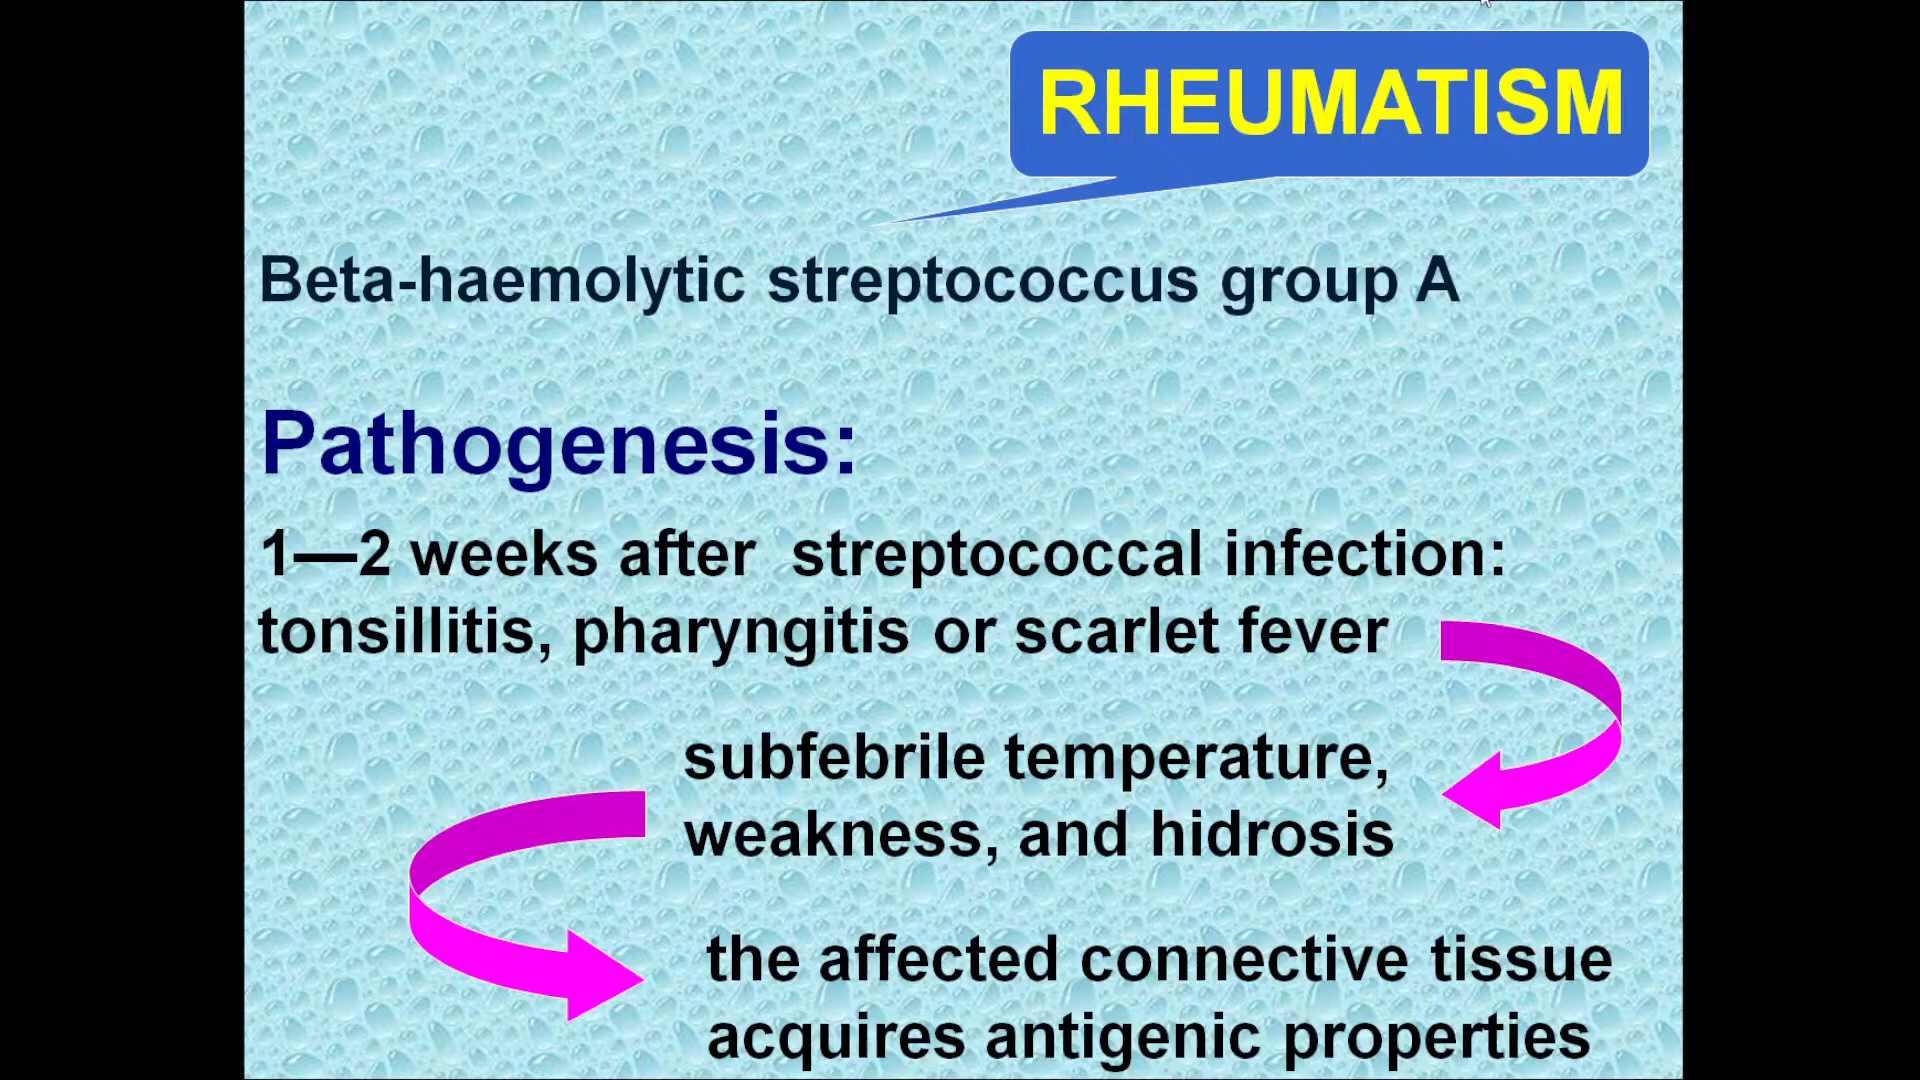 RHEUMATISM
Beta-haemolytic streptococcus group A
Pathogenesis:
1—2 weeks after  streptococcal infection:
tonsillitis, pharyngitis or scarlet fever
subfebrile temperature,
weakness, and hidrosis
the affected connective tissue
acquires antigenic properties